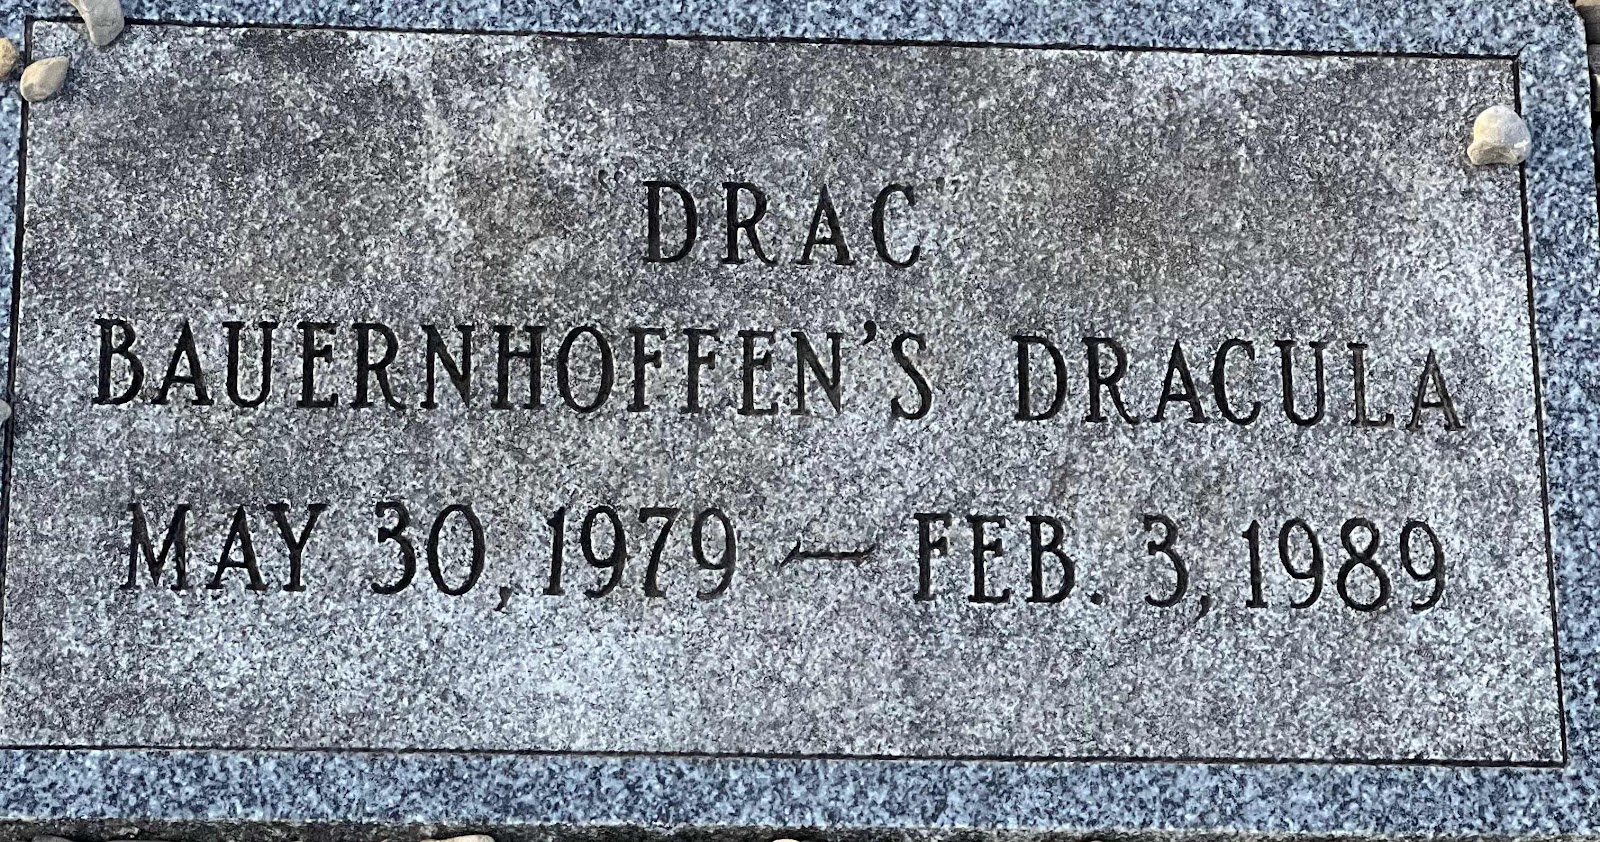 "DRAC"
BAUERNHOFFEN'S DRACULA
MAY 30, 1979 — FEB. 3, 1989